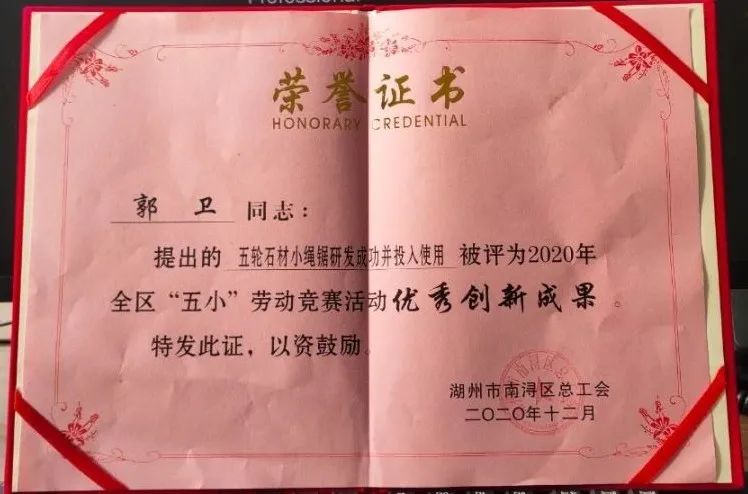 Professional
荣誉证书
HONORARY CREDENTIAL
郭 卫 同志：
提出的 五轮石材小绳锯研发成功并投入使用 被评为2020年
全区“五小”劳动竞赛活动优秀创新成果。
特发此证，以资鼓励。
湖州市南浔区总工会
二〇二〇年十二月